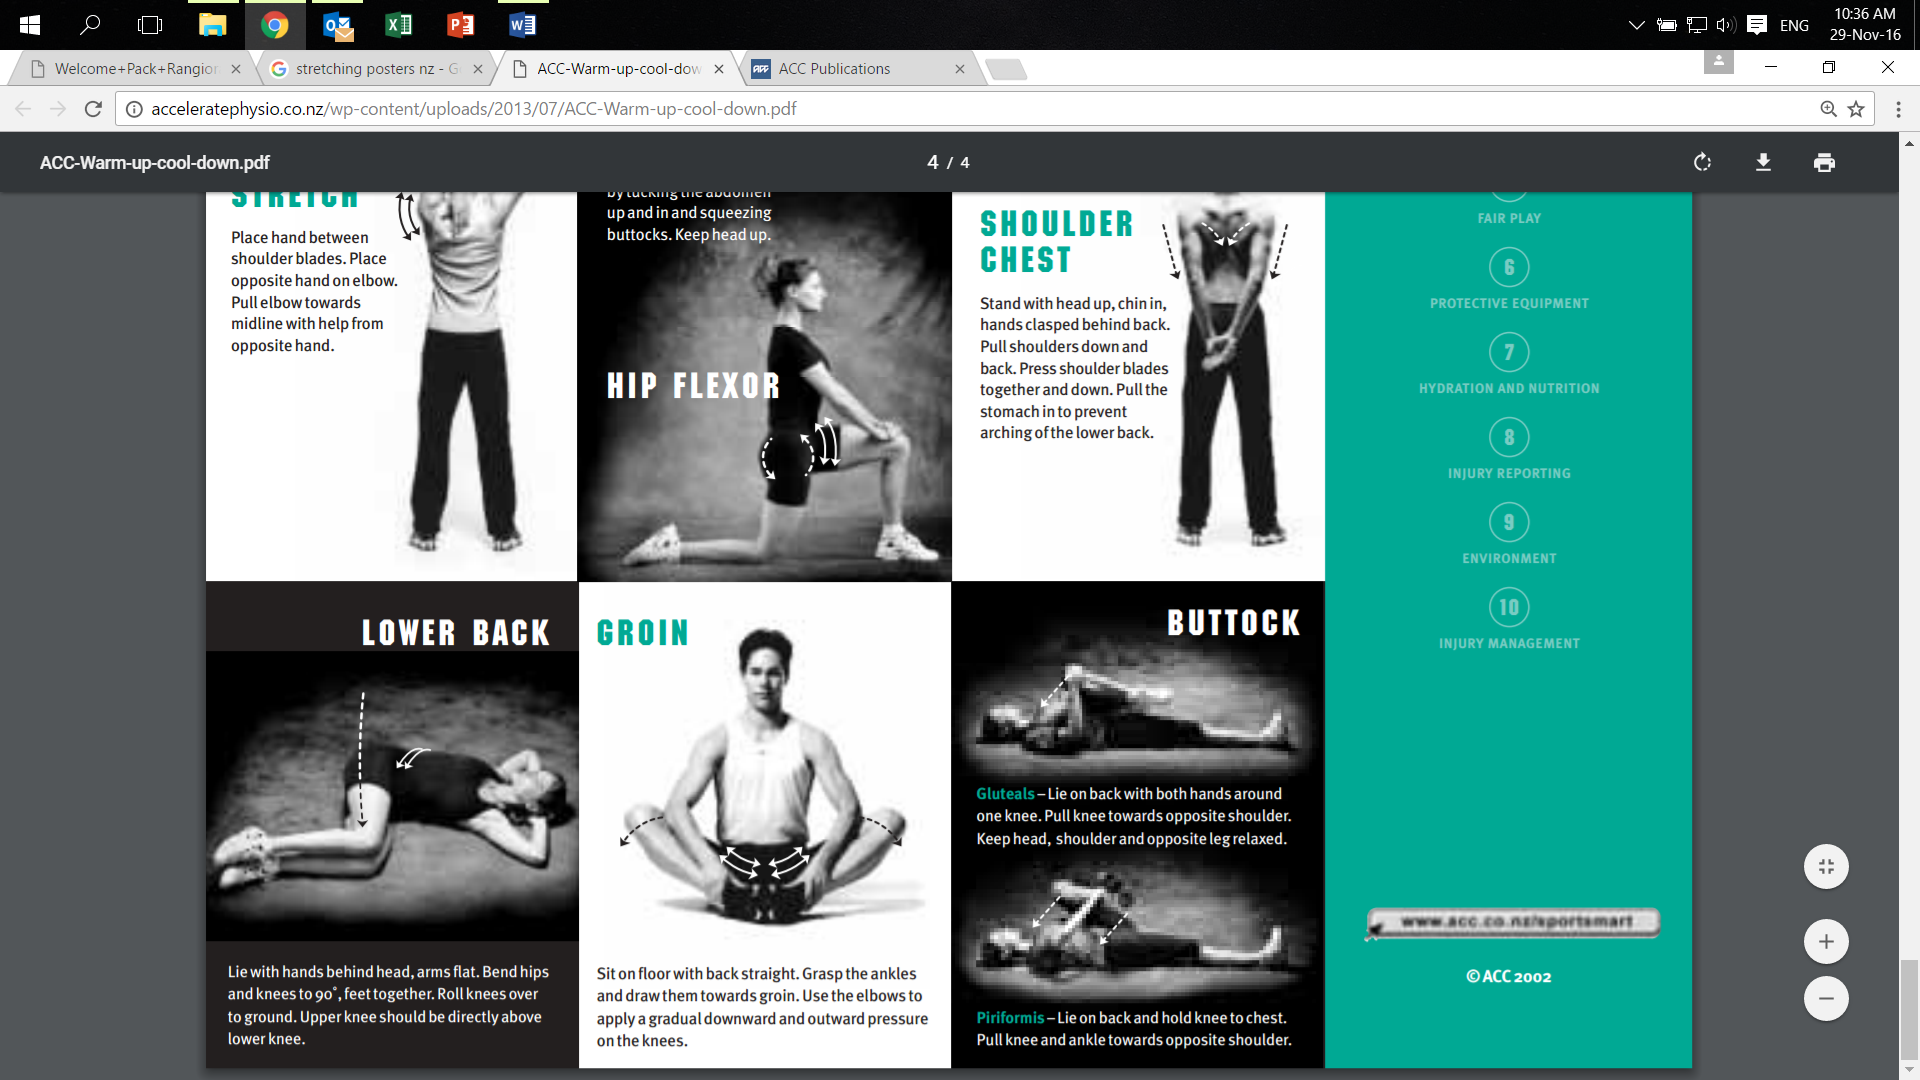 10:36 AM
ENG
29-Nov-16
Welcome+Pack+Rangior
stretching posters nz - G
ACC-Warm-up-cool-dow
ACC Publications
acceleratephysio.co.nz/wp-content/uploads/2013/07/ACC-Warm-up-cool-down.pdf
ACC-Warm-up-cool-down.pdf
4 / 4
STRETCH
Place hand between
shoulder blades. Place
opposite hand on elbow.
Pull elbow towards
midline with help from
opposite hand.
by tucking the abdomen
up and in and squeezing
buttocks. Keep head up.
HIP FLEXOR
SHOULDER
CHEST
Stand with head up, chin in,
hands clasped behind back.
Pull shoulders down and
back. Press shoulder blades
together and down. Pull the
stomach in to prevent
arching of the lower back.
FAIR PLAY
6
PROTECTIVE EQUIPMENT
7
HYDRATION AND NUTRITION
8
INJURY REPORTING
9
ENVIRONMENT
10
INJURY MANAGEMENT
LOWER BACK
Lie with hands behind head, arms flat. Bend hips
and knees to 90°, feet together. Roll knees over
to ground. Upper knee should be directly above
lower knee.
GROIN
Sit on floor with back straight. Grasp the ankles
and draw them towards groin. Use the elbows to
apply a gradual downward and outward pressure
on the knees.
BUTTOCK
Gluteals – Lie on back with both hands around
one knee. Pull knee towards opposite shoulder.
Keep head, shoulder and opposite leg relaxed.
Piriformis – Lie on back and hold knee to chest.
Pull knee and ankle towards opposite shoulder.
www.acc.co.nz/sportsmart
© ACC 2002